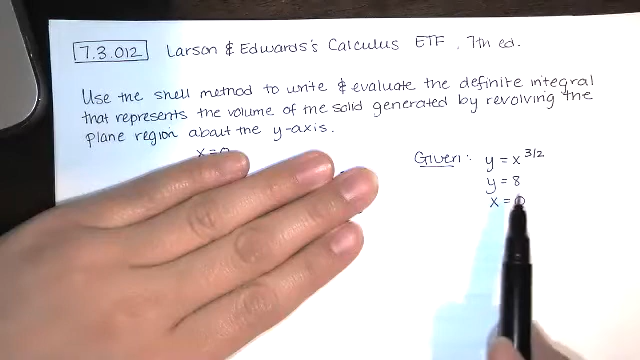 7.3.012 Larson & Edwards's Calculus ETF, 7th ed.
Use the shell method to write & evaluate the definite integral
that represents the volume of the solid generated by revolving the
plane region about the y-axis.
x = 0
Given: y = x^{3/2}
y = 8
x = 0